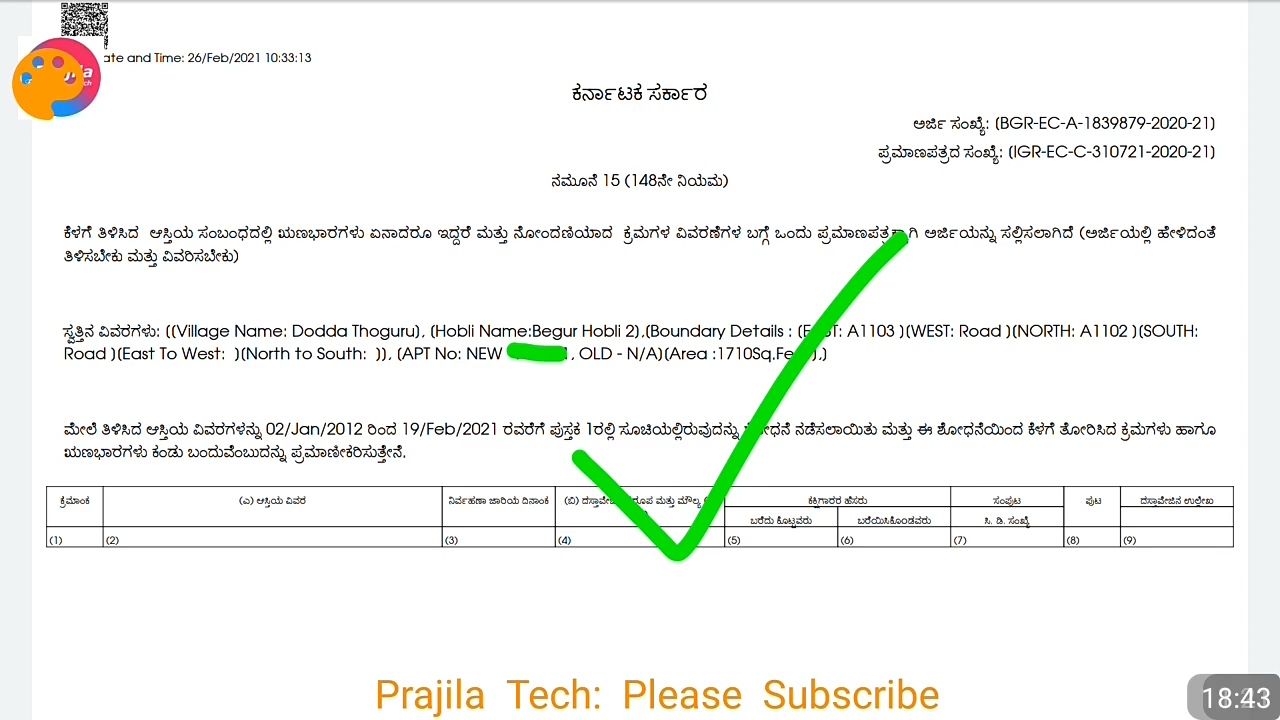 ate and Time: 26/Feb/2021 10:33:13
ಕರ್ನಾಟಕ ಸರ್ಕಾರ
ಅರ್ಜಿ ಸಂಖ್ಯೆ: [BGR-EC-A-1839879-2020-21]
ಪ್ರಮಾಣಪತ್ರದ ಸಂಖ್ಯೆ: [IGR-EC-C-310721-2020-21]
ನಮೂನೆ 15 (148ನೇ ನಿಯಮ)
ಕೆಳಗೆ ತಿಳಿಸಿದ ಆಸ್ತಿಯ ಸಂಬಂಧದಲ್ಲಿ ಋಣಭಾರಗಳು ಏನಾದರೂ ಇದ್ದರೆ ಮತ್ತು ನೋಂದಣಿಯಾದ ಕ್ರಮಗಳ ವಿವರಣೆಗಳ ಬಗ್ಗೆ ಒಂದು ಪ್ರಮಾಣಪತ್ರಕ್ಕಾಗಿ ಅರ್ಜಿಯನ್ನು ಸಲ್ಲಿಸಲಾಗಿದೆ (ಅರ್ಜಿಯಲ್ಲಿ ಹೇಳಿದಂತೆ
ತಿಳಿಸಬೇಕು ಮತ್ತು ವಿವರಿಸಬೇಕು)
ಸ್ವತ್ತಿನ ವಿವರಗಳು: [[Village Name: Dodda Thoguru], [Hobli Name:Begur Hobli 2],[Boundary Details : [EAST: A1103 ][WEST: Road ][NORTH: A1102 ][SOUTH:
Road ][East To West: ][North to South: ]], [APT No: NEW , OLD - N/A][Area :1710Sq.Fe ],]
ಮೇಲೆ ತಿಳಿಸಿದ ಆಸ್ತಿಯ ವಿವರಗಳನ್ನು 02/Jan/2012 ರಿಂದ 19/Feb/2021 ರವರೆಗೆ ಪುಸ್ತಕ 1ರಲ್ಲಿ ಸೂಚಿಯಲ್ಲಿರುವುದನ್ನು ಶೋಧನೆ ನಡೆಸಲಾಯಿತು ಮತ್ತು ಈ ಶೋಧನೆಯಿಂದ ಕೆಳಗೆ ತೋರಿಸಿದ ಕ್ರಮಗಳು ಹಾಗೂ
ಋಣಭಾರಗಳು ಕಂಡು ಬಂದುವೆಂಬುದನ್ನು ಪ್ರಮಾಣೀಕರಿಸುತ್ತೇನೆ.
ಕ್ರಮಾಂಕ (ಎ) ಆಸ್ತಿಯ ವಿವರ ನಿರ್ವಹಣಾ ಜಾರಿಯ ದಿನಾಂಕ (ಬಿ) ಮತ್ತು ಮೌಲ್ಯ ಕಕ್ಷಿಗಾರರ ಹೆಸರು ಸಂಪುಟ ಪುಟ ದಸ್ತಾವೇಜಿನ ಉಲ್ಲೇಖ
ಬರೆದು ಕೊಟ್ಟವರು ಬರೆಯಿಸಿಕೊಂಡವರು ಸಿ. ಡಿ. ಸಂಖ್ಯೆ
(1) (2) (3) (4) (5) (6) (7) (8) (9)
Prajila Tech: Please Subscribe
18:43